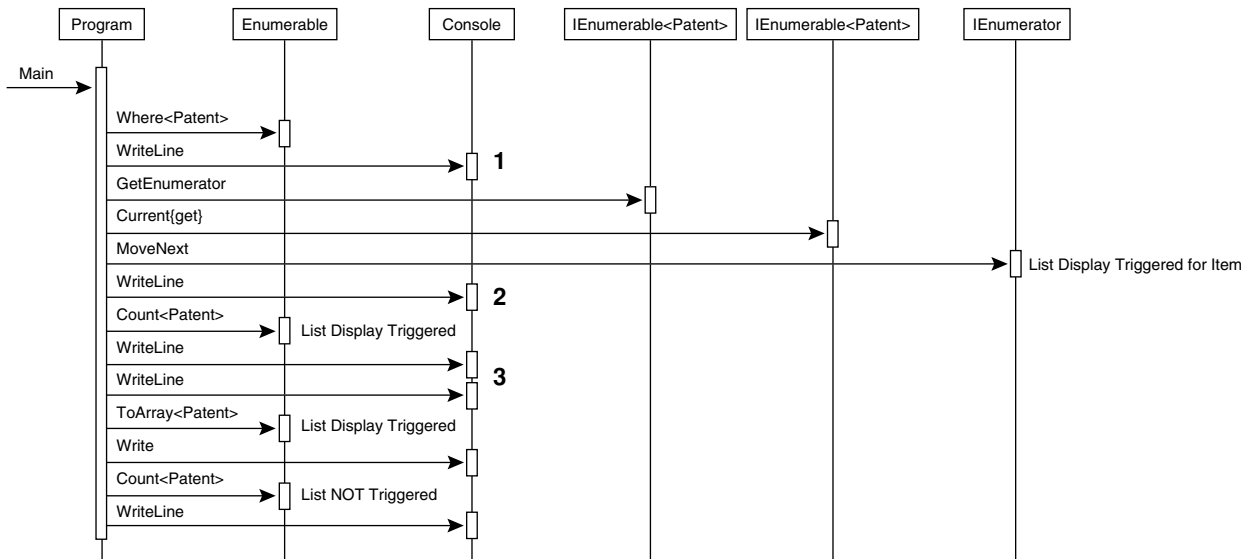 Program
Enumerable
Console
IEnumerable<Patent>
IEnumerable<Patent>
IEnumerator
Main
Where<Patent>
WriteLine
1
GetEnumerator
Current{get}
MoveNext
List Display Triggered for Item
WriteLine
2
Count<Patent>
List Display Triggered
WriteLine
3
WriteLine
ToArray<Patent>
List Display Triggered
Write
Count<Patent>
List NOT Triggered
WriteLine